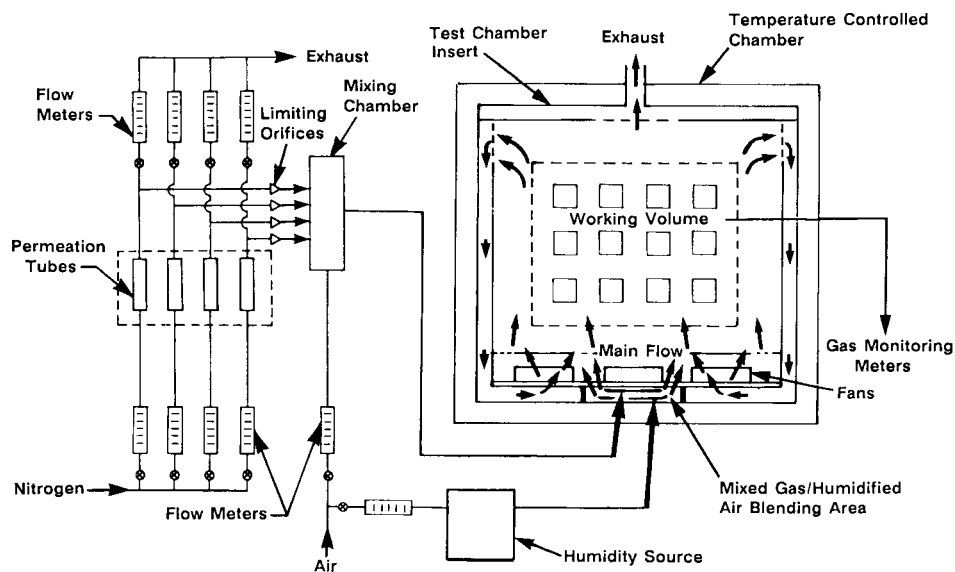 Exhaust
Flow
Meters
Limiting
Orifices
Mixing
Chamber
Permeation
Tubes
Nitrogen
Flow Meters
Air
Test Chamber
Insert
Exhaust
Temperature Controlled
Chamber
Working Volume
Main Flow
Gas Monitoring
Meters
Fans
Mixed Gas/Humidified
Air Blending Area
Humidity Source